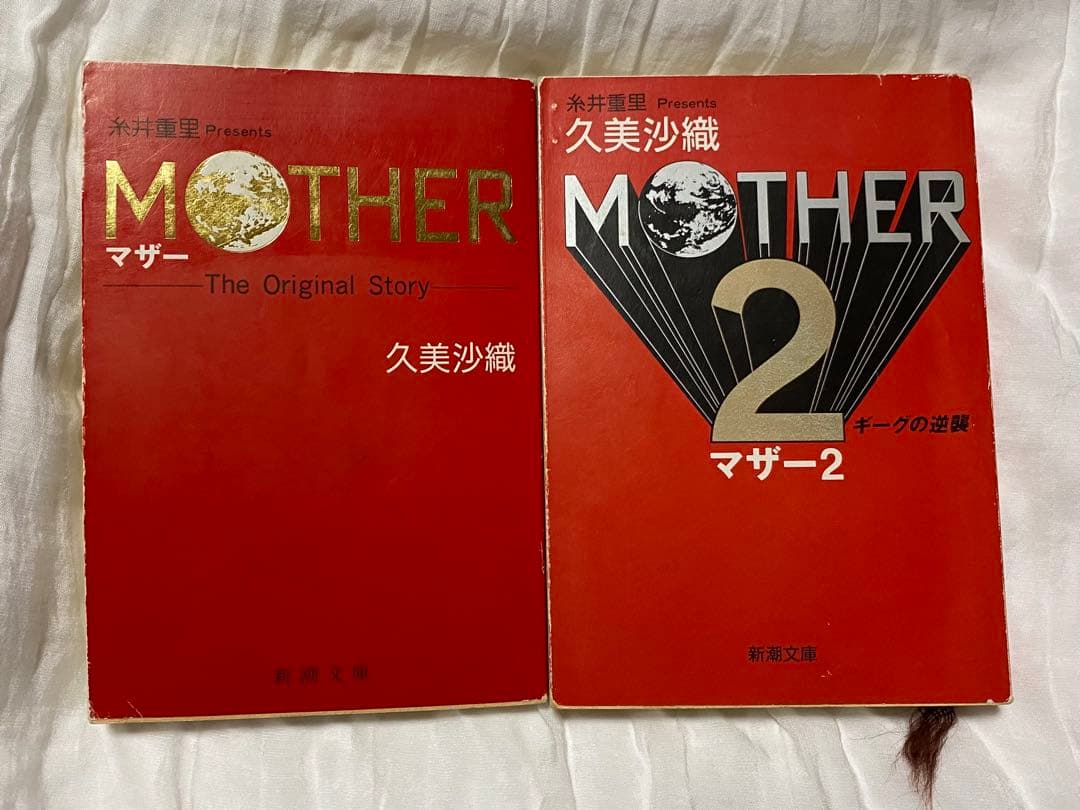 糸井重里 Presents
MOTHER
マザー
The Original Story
久美沙織
新潮文庫
糸井重里 Presents
久美沙織
MOTHER
2
ギーグの逆襲
マザー2
新潮文庫